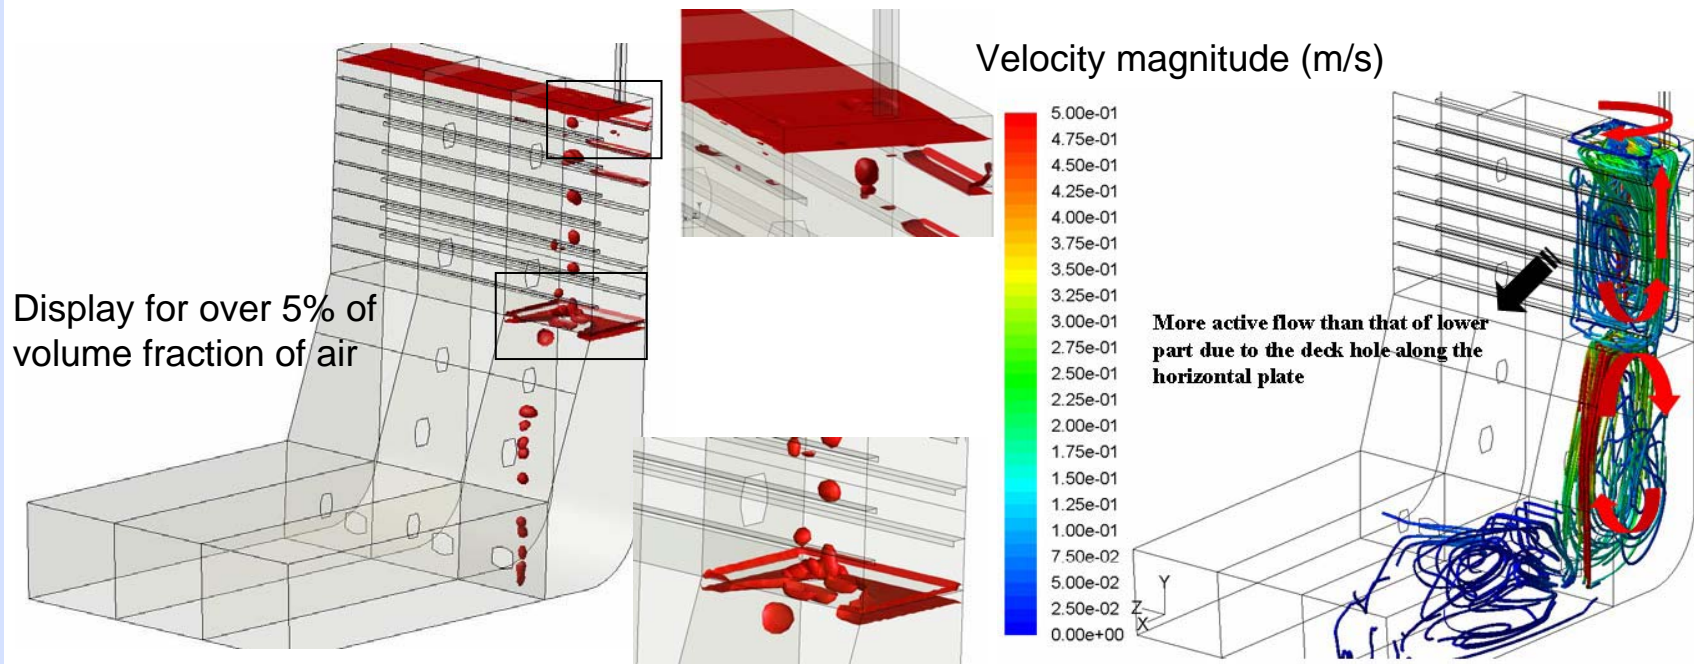 Velocity magnitude (m/s)
Display for over 5% of
volume fraction of air
5.00e-01
4.75e-01
4.50e-01
4.25e-01
4.00e-01
3.75e-01
3.50e-01
3.25e-01
3.00e-01
2.75e-01
2.50e-01
2.25e-01
2.00e-01
1.75e-01
1.50e-01
1.25e-01
1.00e-01
7.50e-02
5.00e-02
2.50e-02
0.00e+00
More active flow than that of lower
part due to the deck hole along the
horizontal plate
Y
Z
X